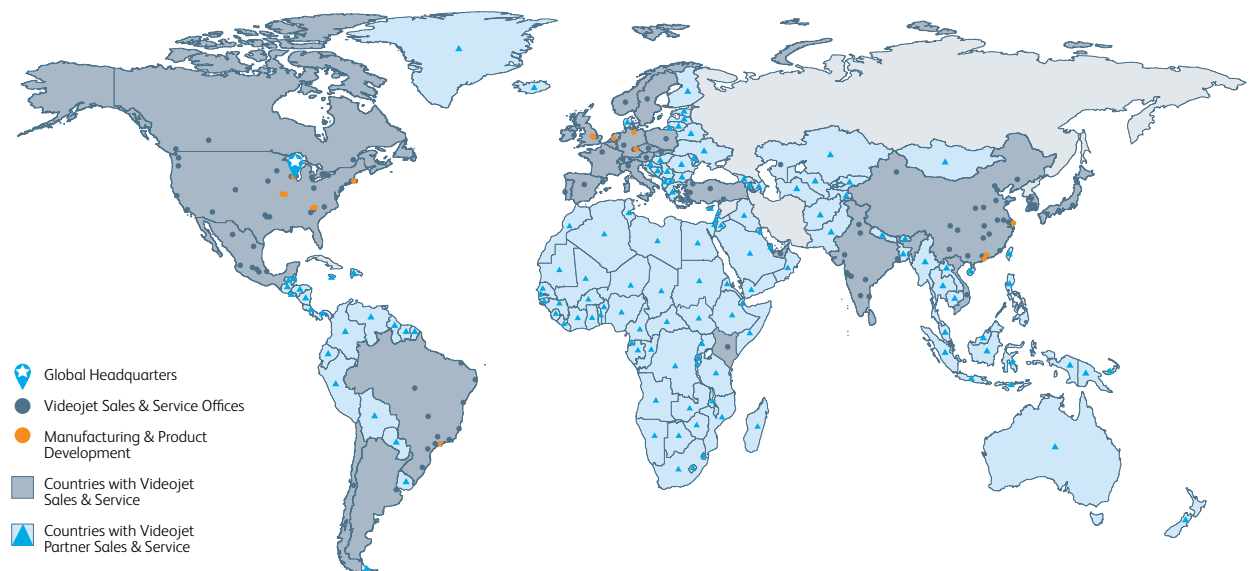 Global Headquarters
Videojet Sales & Service Offices
Manufacturing & Product
Development
Countries with Videojet
Sales & Service
Countries with Videojet
Partner Sales & Service